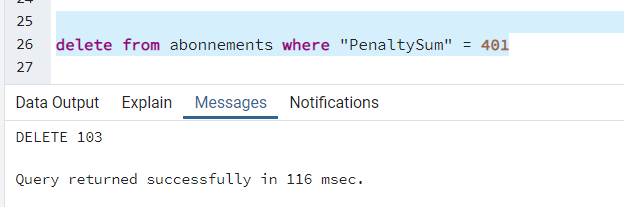 25
26 delete from abonnements where "PenaltySum" = 401
27
Data Output Explain Messages Notifications
DELETE 103
Query returned successfully in 116 msec.